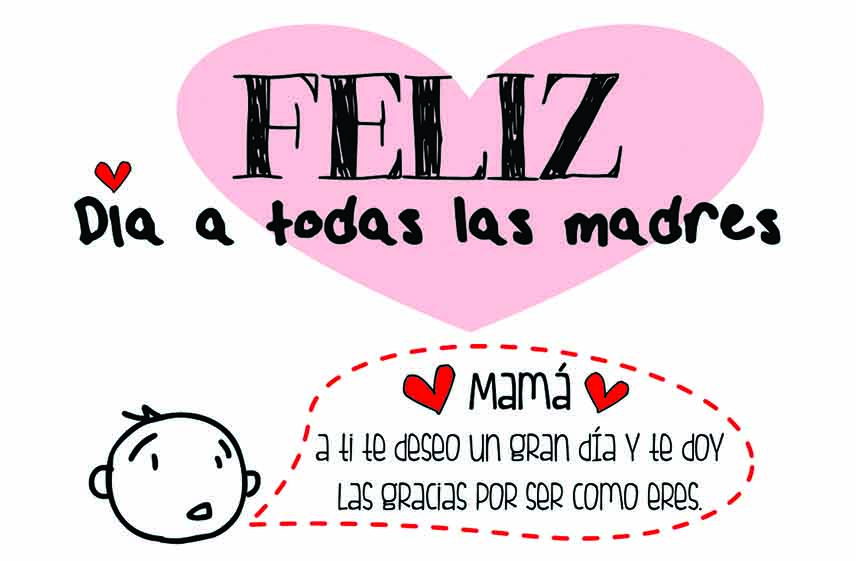 FELIZ
Día a todas las madres
Mamá
a ti te deseo un gran día y te doy
las gracias por ser como eres.